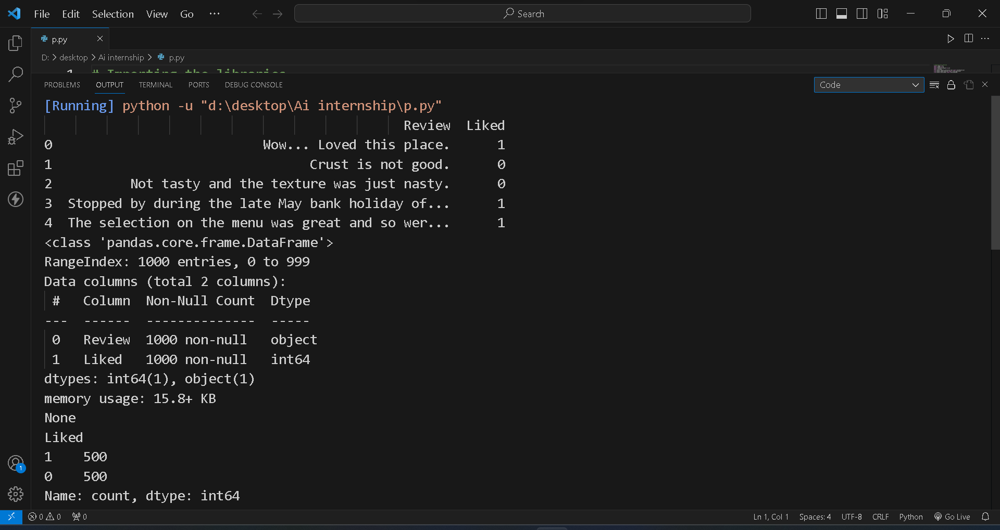 File Edit Selection View Go ... Search
p.py
D: > desktop > Ai internship > p.py
1 # Importing the libraries
PROBLEMS OUTPUT TERMINAL PORTS DEBUG CONSOLE Code
[Running] python -u "d:\desktop\Ai internship\p.py"
Review Liked
0 Wow... Loved this place. 1
1 Crust is not good. 0
2 Not tasty and the texture was just nasty. 0
3 Stopped by during the late May bank holiday of... 1
4 The selection on the menu was great and so wer... 1
<class 'pandas.core.frame.DataFrame'>
RangeIndex: 1000 entries, 0 to 999
Data columns (total 2 columns):
# Column Non-Null Count Dtype
--- ------ -------------- -----
0 Review 1000 non-null object
1 Liked 1000 non-null int64
dtypes: int64(1), object(1)
memory usage: 15.8+ KB
None
Liked
1 500
0 500
Name: count, dtype: int64
1
0 0 0 Ln 1, Col 1 Spaces: 4 UTF-8 CRLF Python Go Live